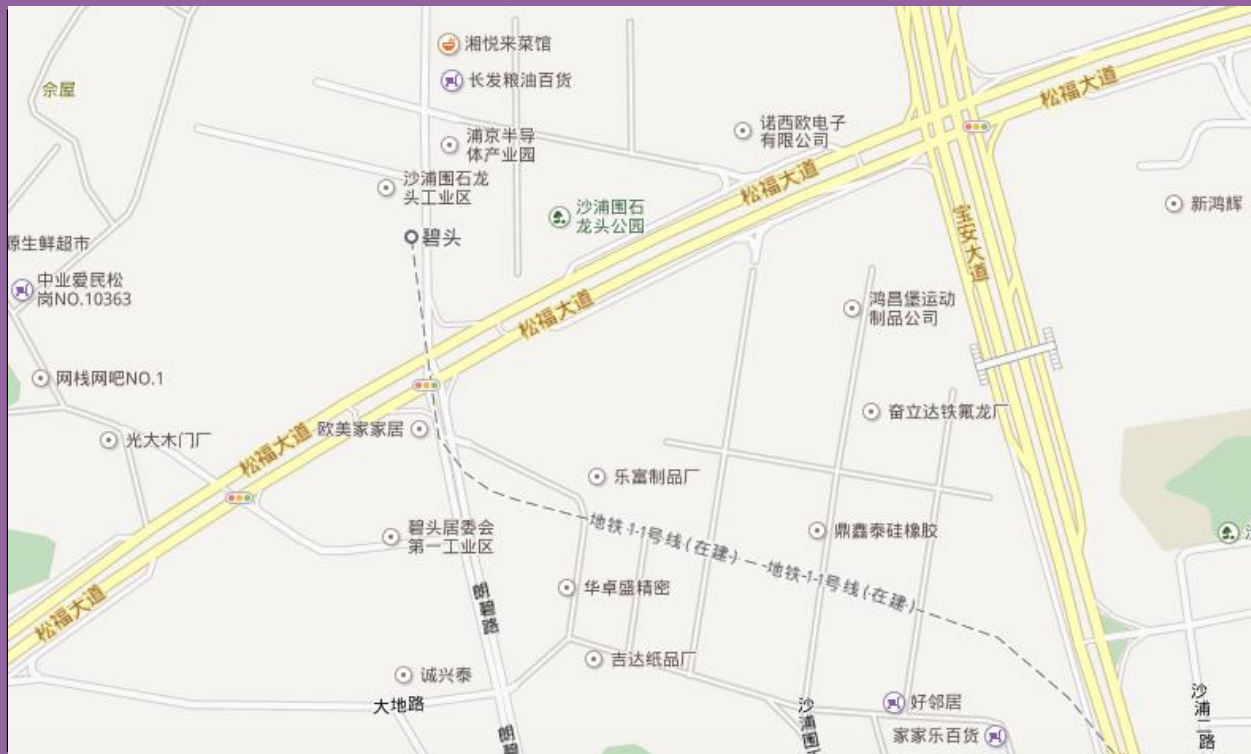 湘悦来菜馆
长发粮油百货
佘屋
松福大道
诺西欧电子
有限公司
浦京半导
体产业园
沙浦围石龙
头工业区
松福大道
沙浦围石
龙头公园
新鸿辉
碧头
宝安大道
原生鲜超市
中业爱民松
岗NO.10363
松福大道
鸿昌堡运动
制品公司
网栈网吧NO.1
奋立达铁氟龙厂
欧美家家居
光大木门厂
松福大道
乐富制品厂
碧头居委会
第一工业区
地铁11号线(在建)
地铁11号线(在建)
鼎鑫泰硅橡胶
华卓盛精密
朗碧路
松福大道
吉达纸品厂
诚兴泰
大地路
好邻居
沙浦围
沙浦二路
家家乐百货
朗碧